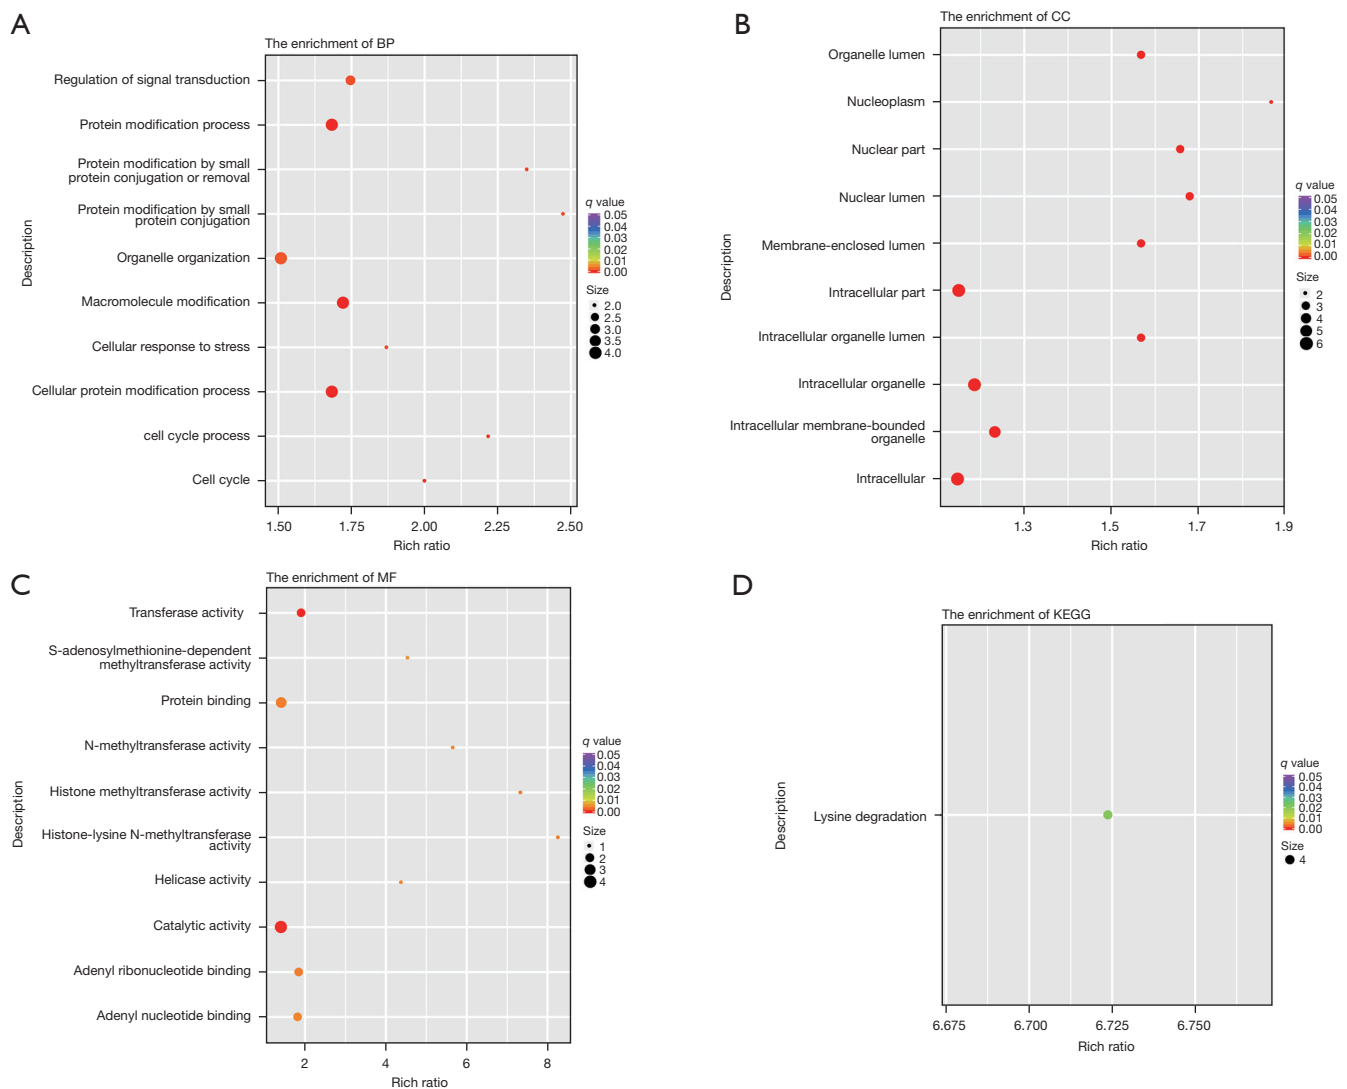 A
The enrichment of BP
Regulation of signal transduction
Protein modification process
Protein modification by small
protein conjugation or removal
Protein modification by small
protein conjugation
Organelle organization
Macromolecule modification
Cellular response to stress
Cellular protein modification process
cell cycle process
Cell cycle
Description
1.50 1.75 2.00 2.25 2.50
Rich ratio
q value
0.05
0.04
0.03
0.02
0.01
0.00
Size
2.0
2.5
3.0
3.5
4.0
B
The enrichment of CC
Organelle lumen
Nucleoplasm
Nuclear part
Nuclear lumen
Membrane-enclosed lumen
Intracellular part
Intracellular organelle lumen
Intracellular organelle
Intracellular membrane-bounded
organelle
Intracellular
Description
1.3 1.5 1.7 1.9
Rich ratio
q value
0.05
0.04
0.03
0.02
0.01
0.00
Size
2
3
4
5
6
C
The enrichment of MF
Transferase activity
S-adenosylmethionine-dependent
methyltransferase activity
Protein binding
N-methyltransferase activity
Histone methyltransferase activity
Histone-lysine N-methyltransferase
activity
Helicase activity
Catalytic activity
Adenyl ribonucleotide binding
Adenyl nucleotide binding
Description
2 4 6 8
Rich ratio
q value
0.05
0.04
0.03
0.02
0.01
0.00
Size
1
2
3
4
D
The enrichment of KEGG
Lysine degradation
Description
6.675 6.700 6.725 6.750
Rich ratio
q value
0.05
0.04
0.03
0.02
0.01
0.00
Size
4